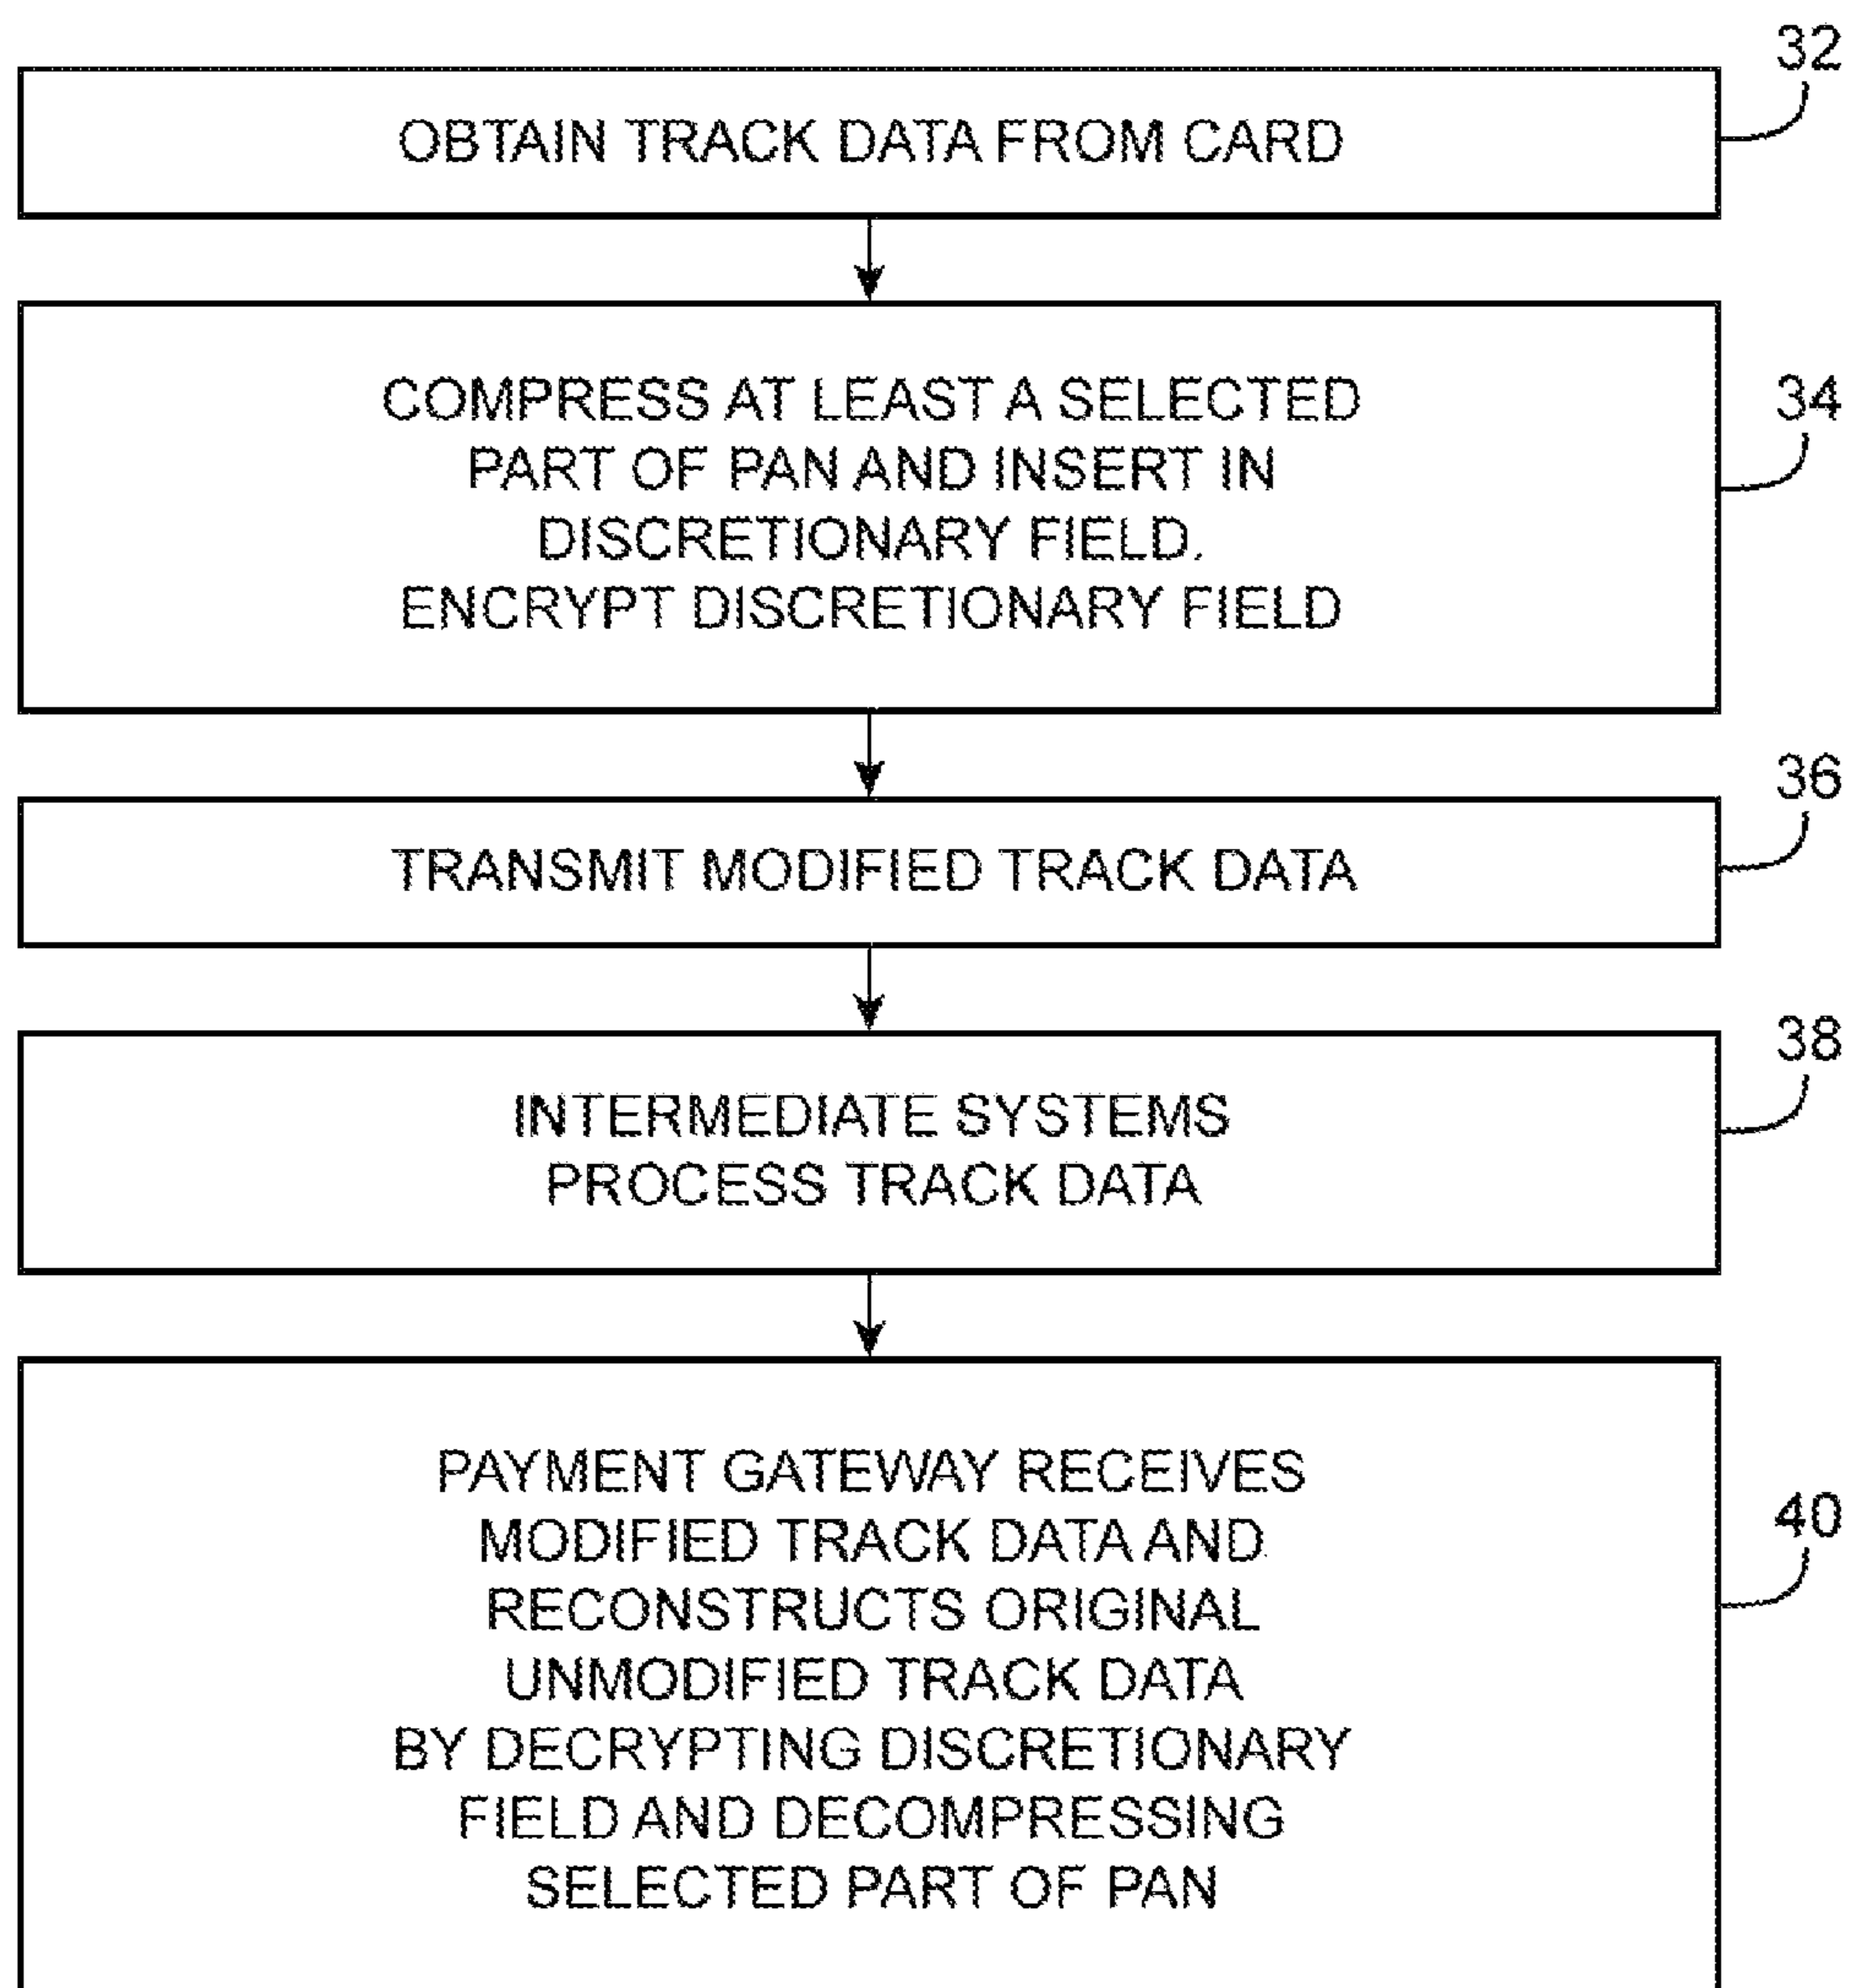 32
OBTAIN TRACK DATA FROM CARD
34
COMPRESS AT LEAST A SELECTED
PART OF PAN AND INSERT IN
DISCRETIONARY FIELD.
ENCRYPT DISCRETIONARY FIELD
36
TRANSMIT MODIFIED TRACK DATA
38
INTERMEDIATE SYSTEMS
PROCESS TRACK DATA
40
PAYMENT GATEWAY RECEIVES
MODIFIED TRACK DATA AND
RECONSTRUCTS ORIGINAL
UNMODIFIED TRACK DATA
BY DECRYPTING DISCRETIONARY
FIELD AND DECOMPRESSING
SELECTED PART OF PAN